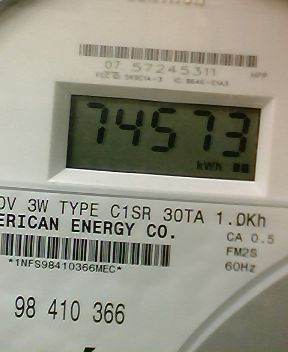 07 57245311
74573
kWh
0V 3W TYPE C1SR 30TA 1.0Kh
ERICAN ENERGY CO.
CA 0.5
FM2S
60Hz
*1NFS98410366MEC*
98 410 366